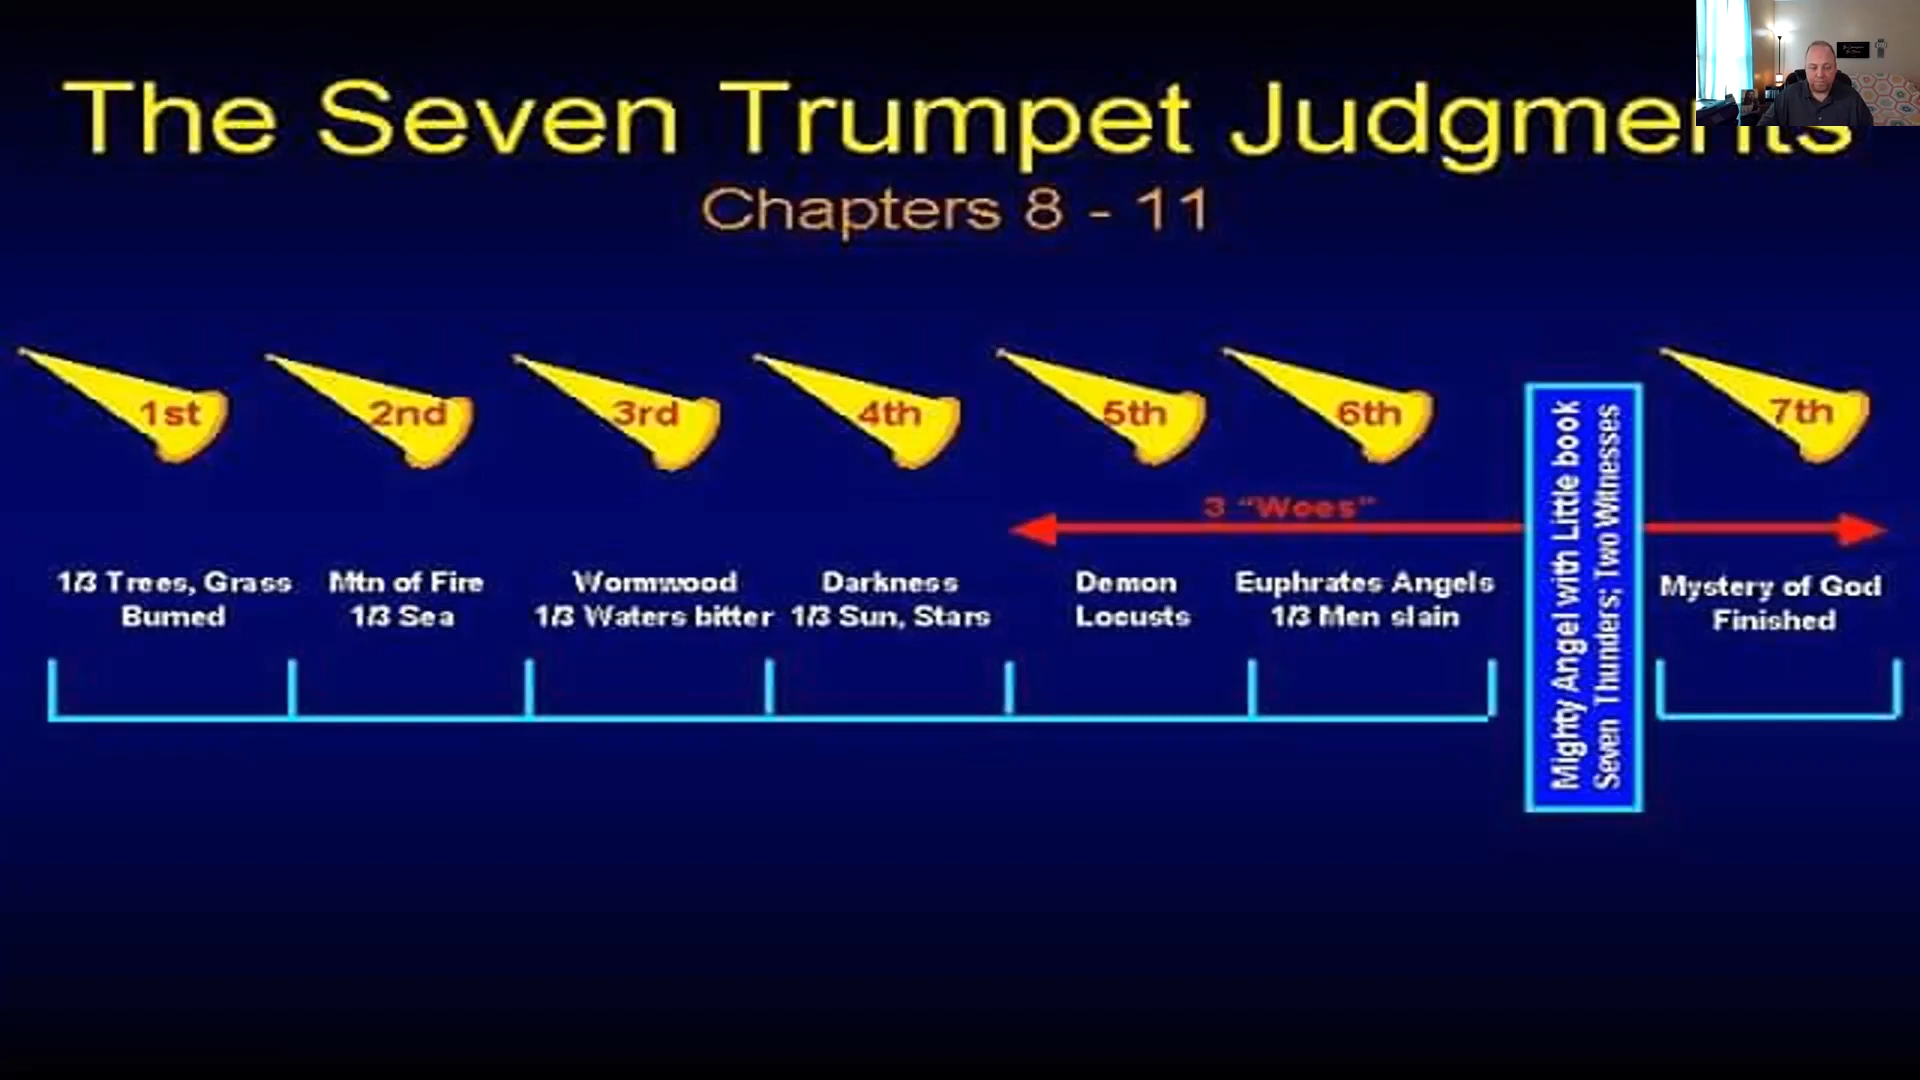 The Seven Trumpet Judgments
Chapters 8 - 11
1st
2nd
3rd
4th
5th
6th
7th
3 “Woes”
1/3 Trees, Grass
Burned
Mtn of Fire
1/3 Sea
Wormwood
1/3 Waters bitter
Darkness
1/3 Sun, Stars
Demon
Locusts
Euphrates Angels
1/3 Men slain
Mighty Angel with Little book
Seven Thunders; Two Witnesses
Mystery of God
Finished